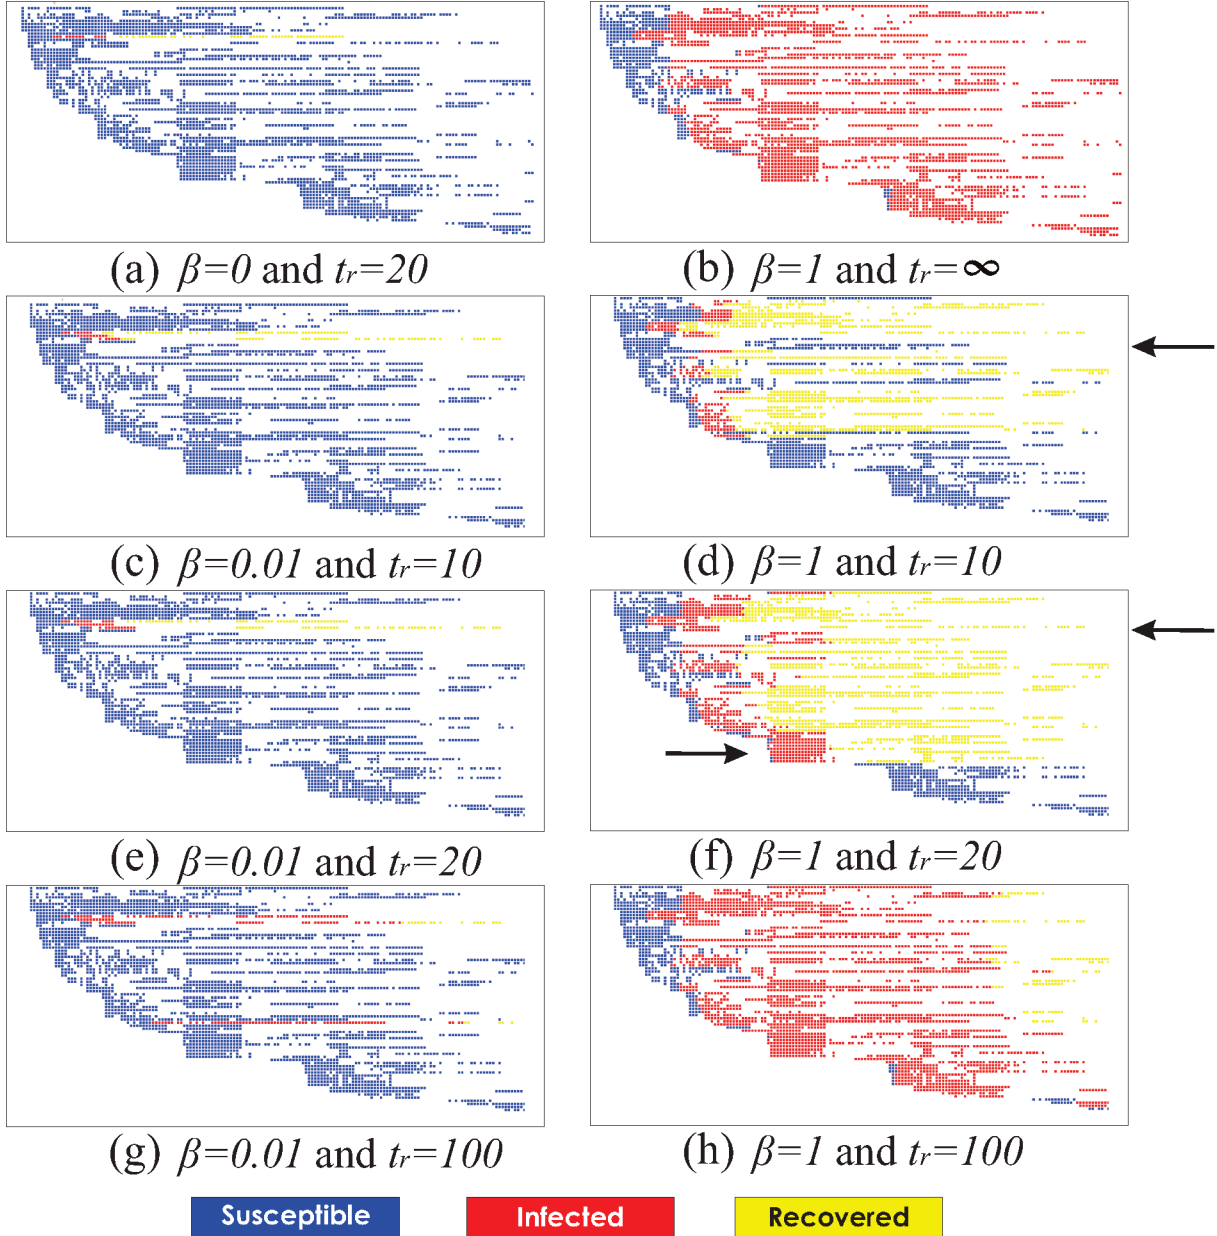 (a) β=0 and tr=20
(b) β=1 and tr=∞
(c) β=0.01 and tr=10
(d) β=1 and tr=10
(e) β=0.01 and tr=20
(f) β=1 and tr=20
(g) β=0.01 and tr=100
(h) β=1 and tr=100
Susceptible
Infected
Recovered